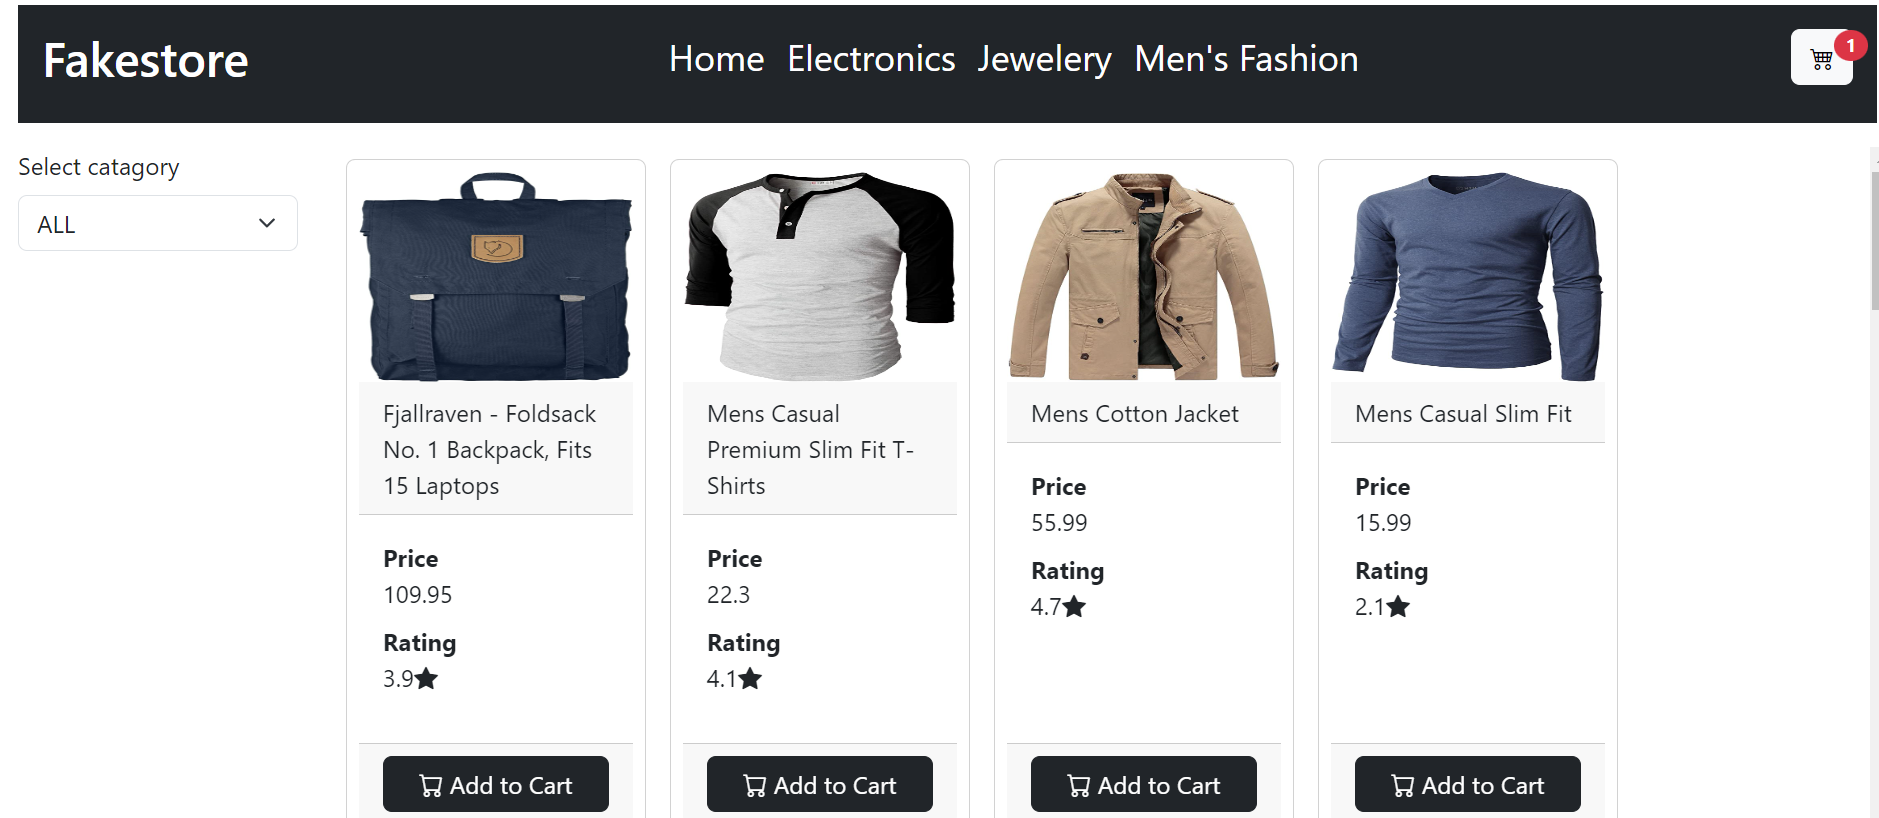 Fakestore
Home Electronics Jewelery Men's Fashion
1
Select catagory
ALL
Fjallraven - Foldsack
No. 1 Backpack, Fits
15 Laptops
Price
109.95
Rating
3.9
Add to Cart
Mens Casual
Premium Slim Fit T-
Shirts
Price
22.3
Rating
4.1
Add to Cart
Mens Cotton Jacket
Price
55.99
Rating
4.7
Add to Cart
Mens Casual Slim Fit
Price
15.99
Rating
2.1
Add to Cart